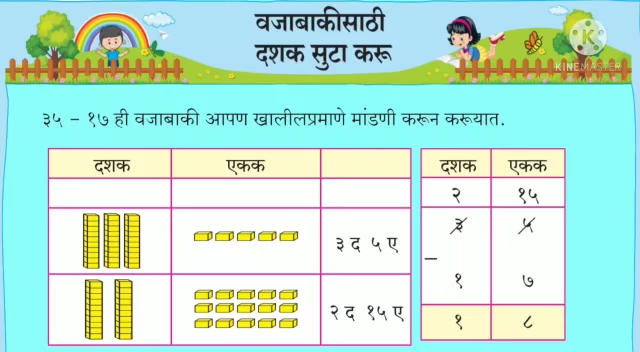 वजाबाकीसाठी
दशक सुटा करू
KINEMASTER
३५ – १७ ही वजाबाकी आपण खालीलप्रमाणे मांडणी करून करूयात.
दशक एकक
३ द ५ ए
२ द १५ ए
दशक एकक
२ १५
३ ५
–
१ ७
१ ८